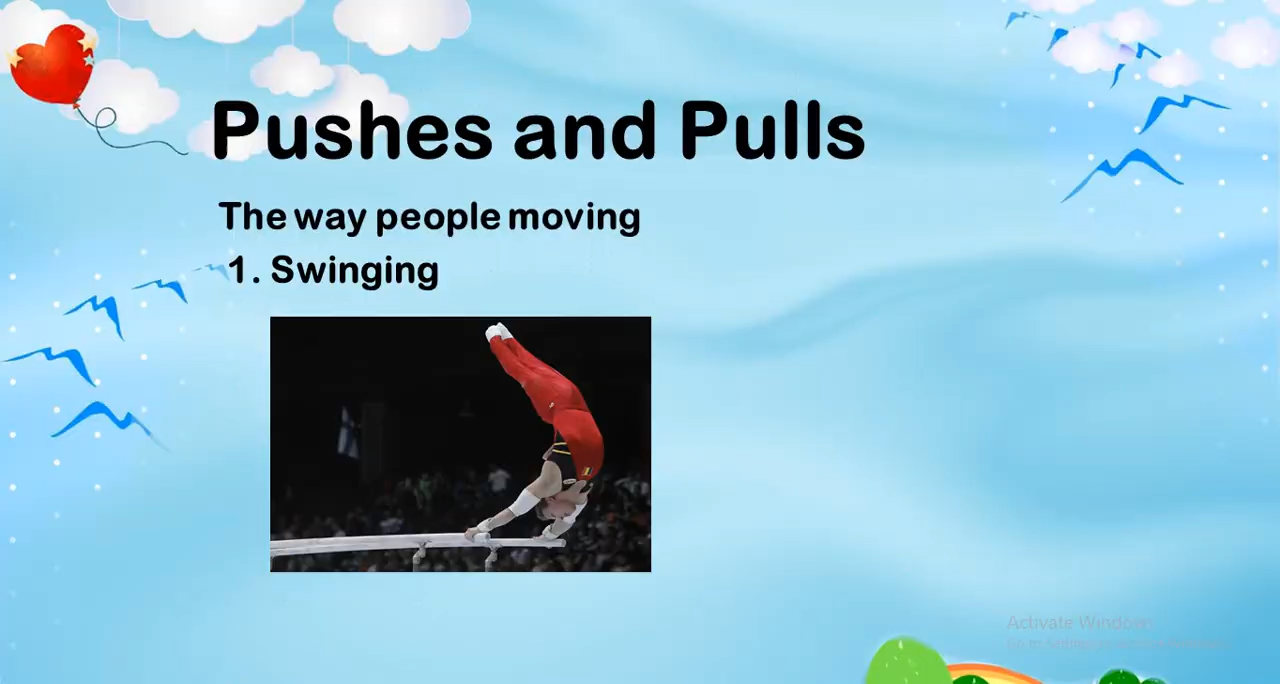 Pushes and Pulls
The way people moving
1. Swinging
Activate Windows